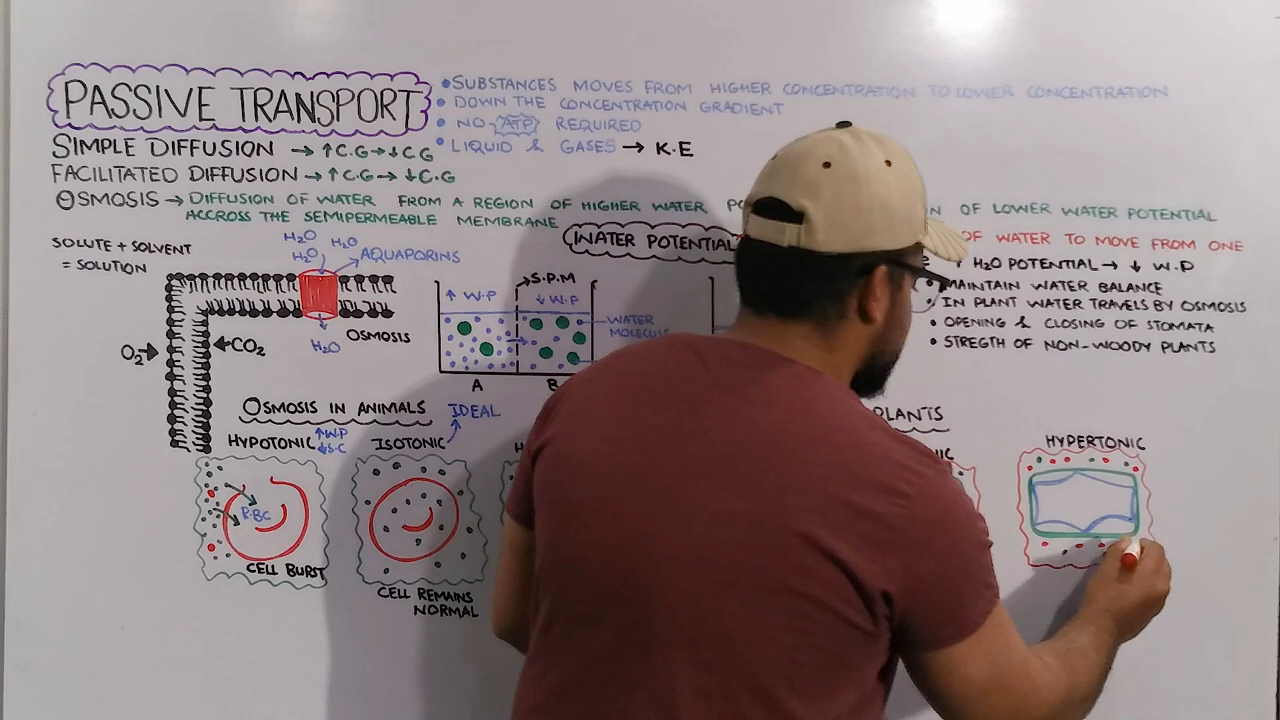 PASSIVE TRANSPORT
• SUBSTANCES MOVES FROM HIGHER CONCENTRATION TO LOWER CONCENTRATION
• DOWN THE CONCENTRATION GRADIENT
• NO ATP REQUIRED
• LIQUID & GASES → K.E
SIMPLE DIFFUSION → ↑C.G→↓C G
FACILITATED DIFFUSION → ↑C.G→ ↓C.G
OSMOSIS → DIFFUSION OF WATER FROM A REGION OF HIGHER WATER OF LOWER WATER POTENTIAL
ACCROSS THE SEMIPERMEABLE MEMBRANE
WATER POTENTIAL
OF WATER TO MOVE FROM ONE
↑ H2O POTENTIAL → ↓ W.P
• MAINTAIN WATER BALANCE
• IN PLANT WATER TRAVELS BY OSMOSIS
• OPENING & CLOSING OF STOMATA
• STREGTH OF NON-WOODY PLANTS
SOLUTE + SOLVENT
= SOLUTION
H2O
H2O
H2O
AQUAPORINS
H2O
OSMOSIS
O2→
←CO2
S.P.M
↑ W.P
↓ W.P
WATER
A
B
OSMOSIS IN ANIMALS
IDEAL
PLANTS
HYPOTONIC
↑W.P
↓S.C
ISOTONIC
HYPERTONIC
R.BC
CELL BURST
CELL REMAINS
NORMAL